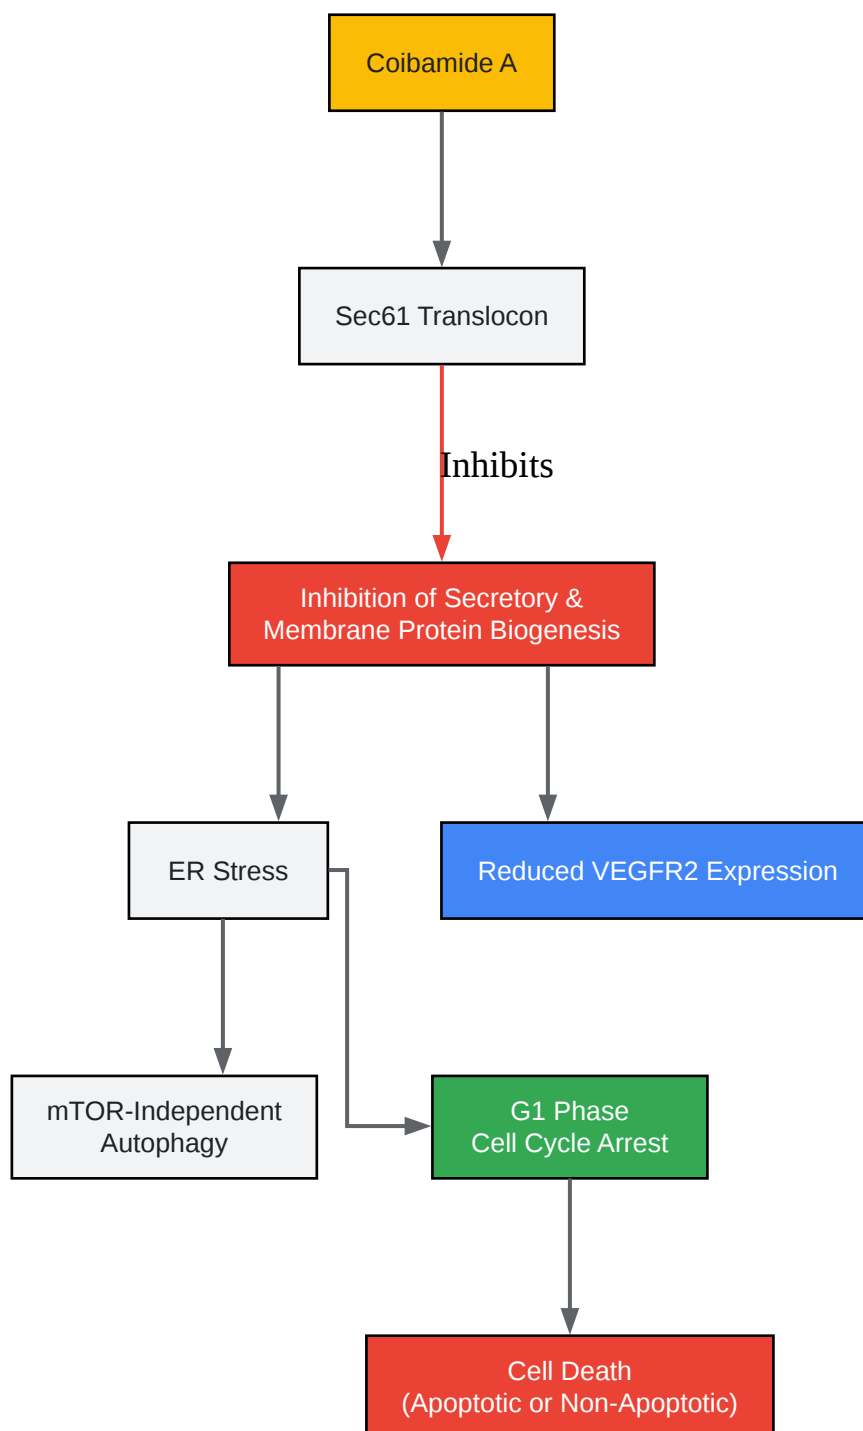 Coibamide A
Sec61 Translocon
Inhibits
Inhibition of Secretory &
Membrane Protein Biogenesis
ER Stress
Reduced VEGFR2 Expression
mTOR-Independent
Autophagy
G1 Phase
Cell Cycle Arrest
Cell Death
(Apoptotic or Non-Apoptotic)